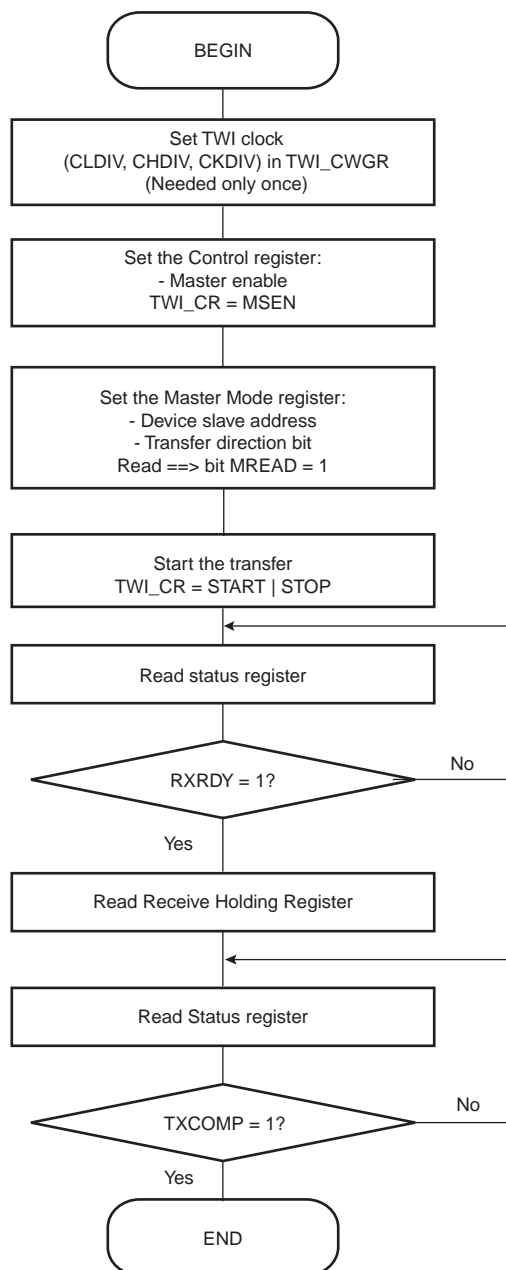 BEGIN
Set TWI clock
(CLDIV, CHDIV, CKDIV) in TWI_CWGR
(Needed only once)
Set the Control register:
- Master enable
TWI_CR = MSEN
Set the Master Mode register:
- Device slave address
- Transfer direction bit
Read ==> bit MREAD = 1
Start the transfer
TWI_CR = START | STOP
Read status register
RXRDY = 1?
No
Yes
Read Receive Holding Register
Read Status register
TXCOMP = 1?
No
Yes
END